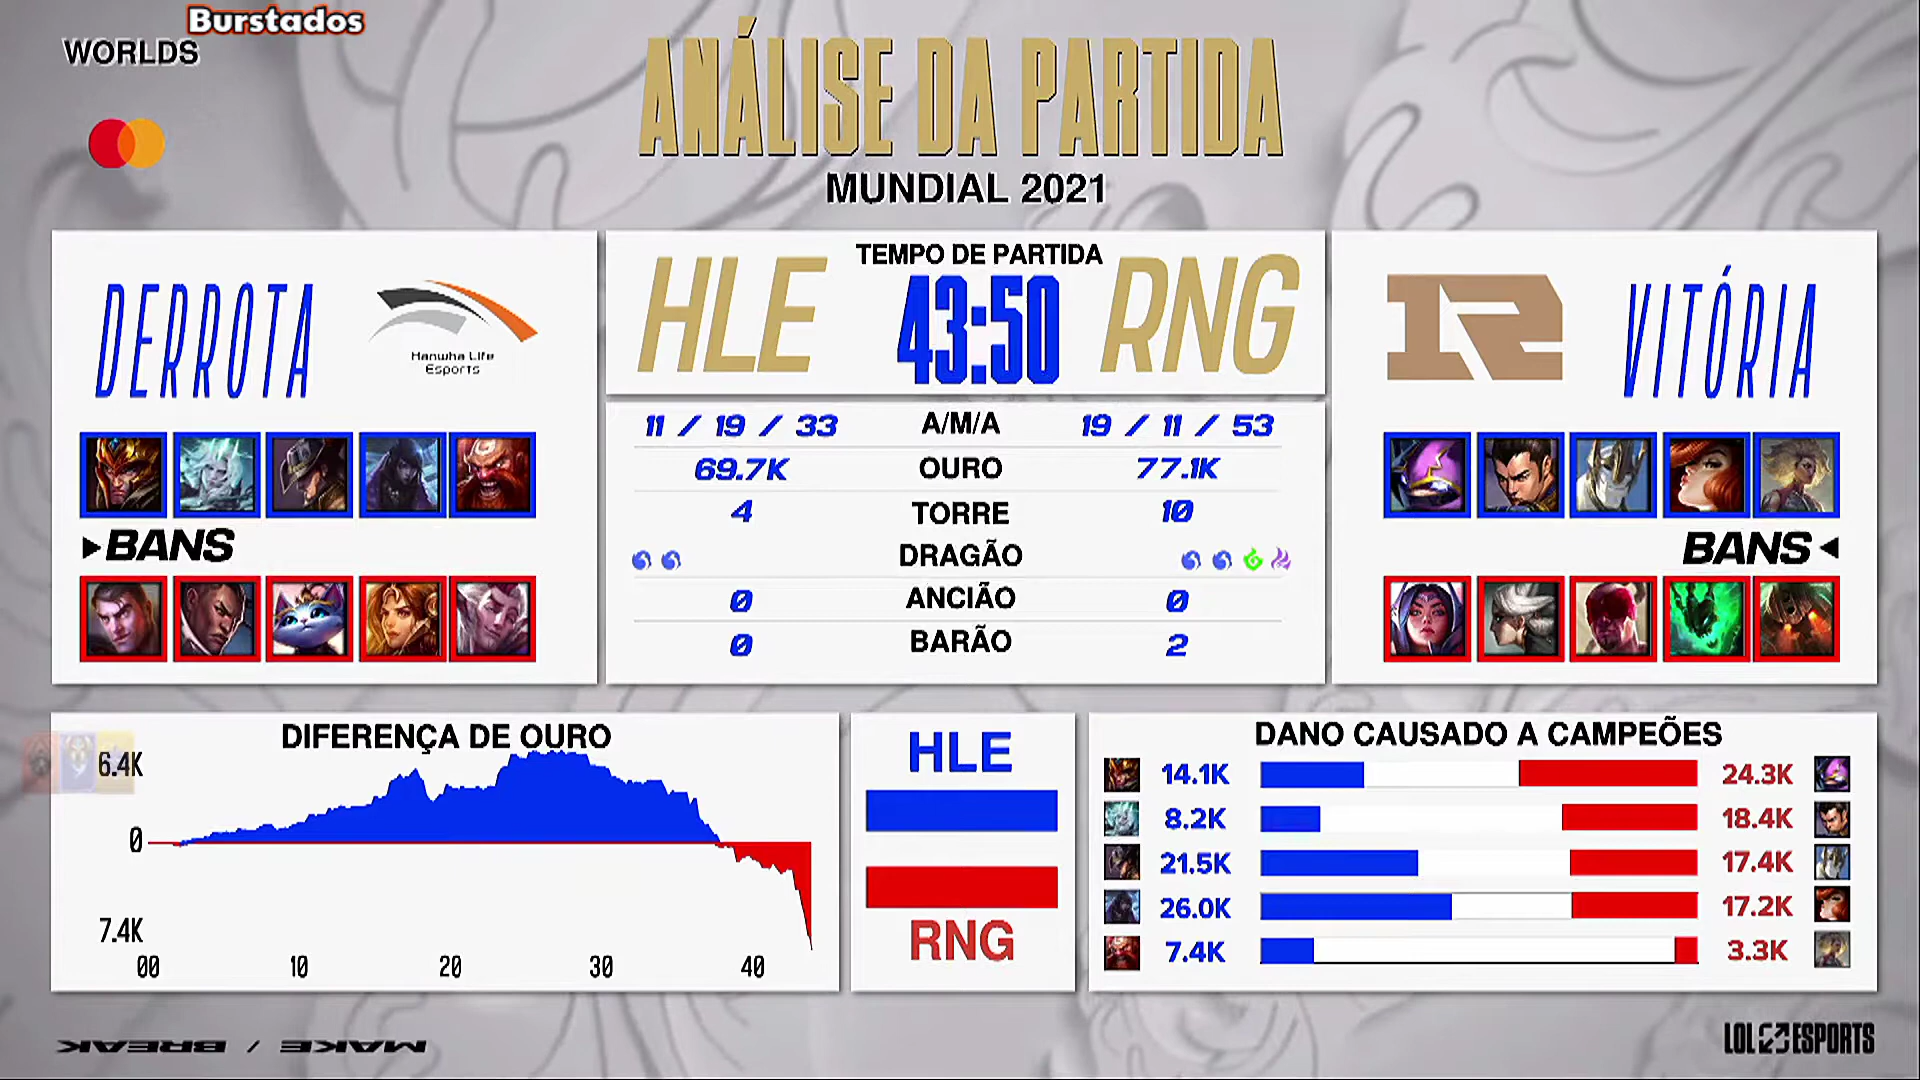 Burstados
WORLDS
ANÁLISE DA PARTIDA
MUNDIAL 2021
DERROTA
Hanwha Life
Esports
HLE
TEMPO DE PARTIDA
43:50
RNG
VITÓRIA
11 / 19 / 33 A/M/A 19 / 11 / 53
69.7K OURO 77.1K
4 TORRE 10
DRAGÃO
0 ANCIÃO 0
0 BARÃO 2
BANS
BANS
DIFERENÇA DE OURO
6.4K
0
7.4K
00 10 20 30 40
HLE
RNG
DANO CAUSADO A CAMPEÕES
14.1K 24.3K
8.2K 18.4K
21.5K 17.4K
26.0K 17.2K
7.4K 3.3K
MAKE / BREAK
LOL ESPORTS